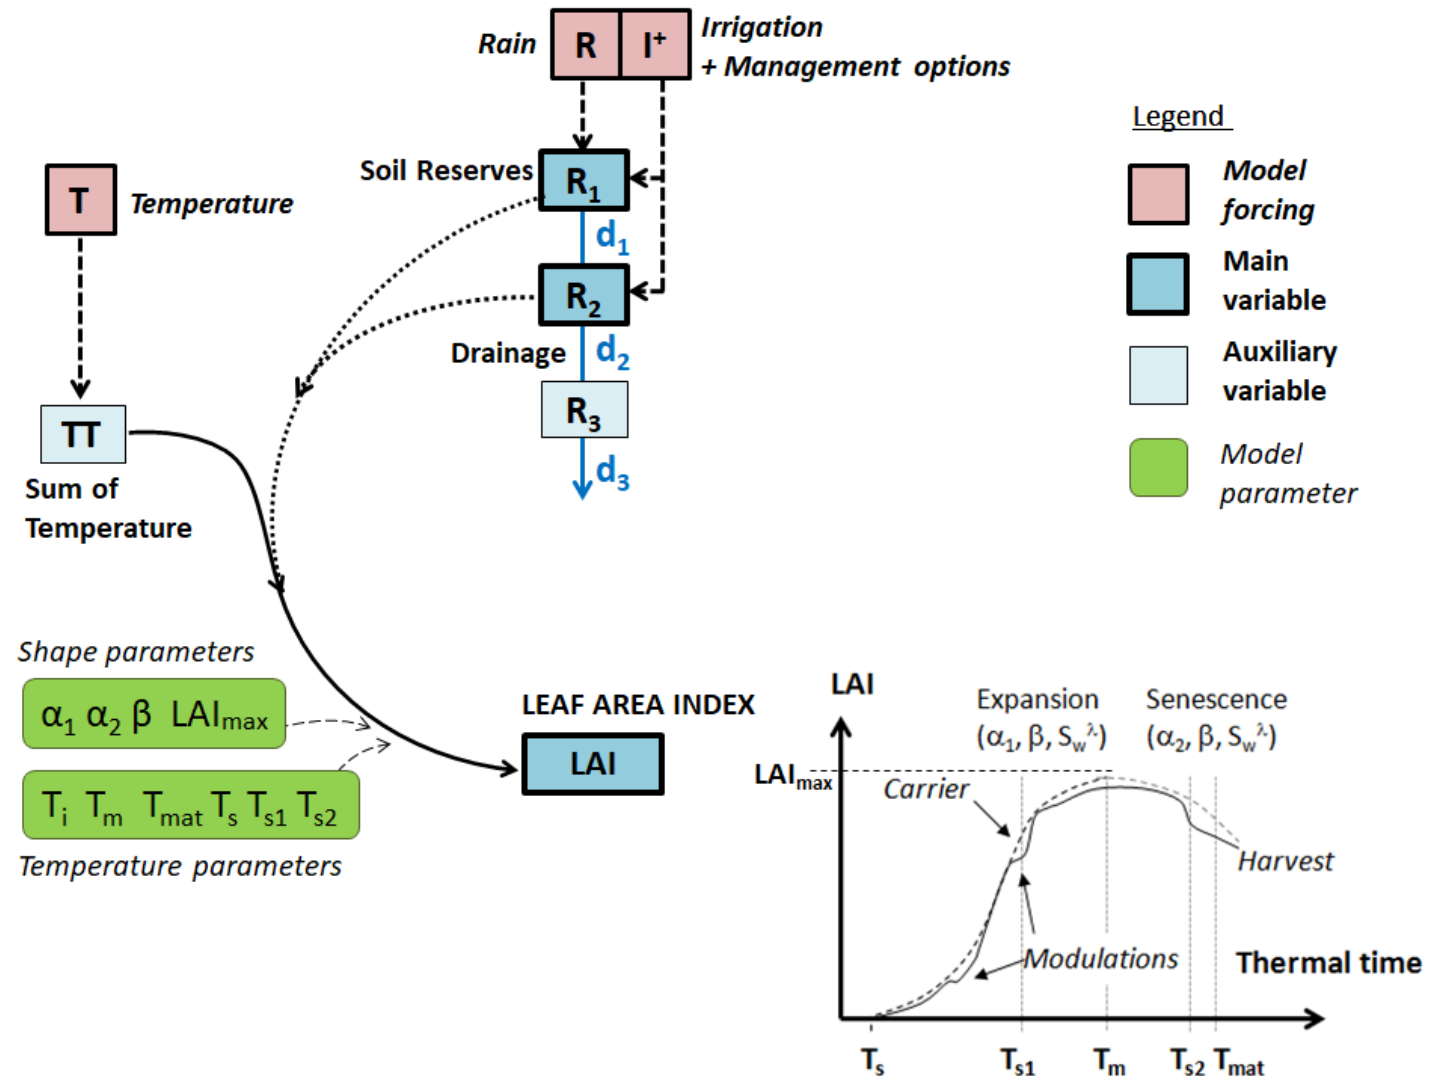 Rain
R
I⁺
Irrigation
+ Management options
Legend
Model
forcing
Main
variable
Auxiliary
variable
Model
parameter
T
Temperature
Soil Reserves
R₁
d₁
R₂
Drainage
d₂
R₃
d₃
TT
Sum of
Temperature
Shape parameters
α₁ α₂ β LAImax
Ti Tm Tmat Ts Ts1 Ts2
Temperature parameters
LEAF AREA INDEX
LAI
LAI
Expansion
(α₁, β, Sw^λ)
Senescence
(α₂, β, Sw^λ)
LAImax
Carrier
Harvest
Modulations
Thermal time
Ts Ts1 Tm Ts2 Tmat